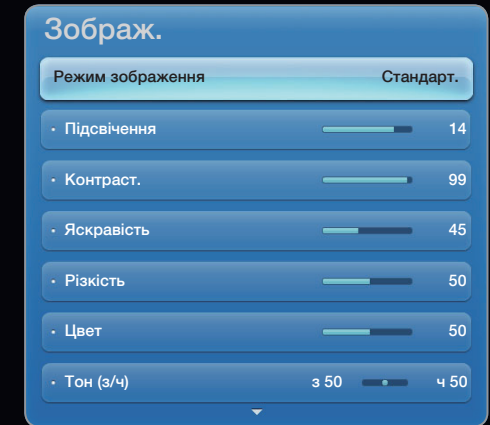 Зображ.
Режим зображення Стандарт.
· Підсвічення 14
· Контраст. 99
· Яскравість 45
· Різкість 50
· Цвет 50
· Тон (з/ч) з 50 ч 50